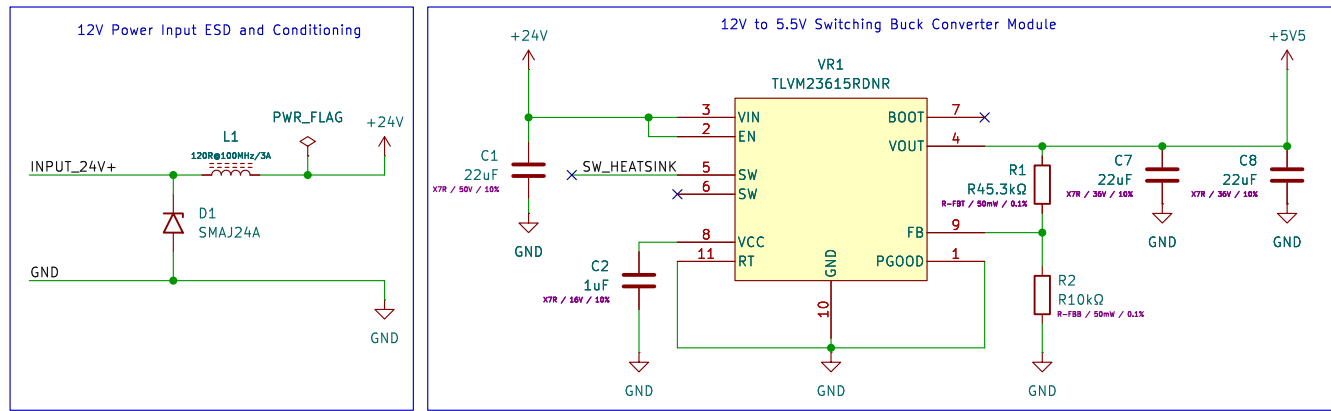 12V Power Input ESD and Conditioning
PWR_FLAG
+24V
L1
120R@100MHz/3A
INPUT_24V+
D1
SMAJ24A
GND
GND
12V to 5.5V Switching Buck Converter Module
+24V
+5V5
VR1
TLVM23615RDNR
3 VIN
2 EN
5 SW
6 SW
8 VCC
11 RT
GND
10
BOOT 7
VOUT 4
FB 9
PGOOD 1
SW_HEATSINK
C1
22uF
X7R / 50V / 10%
GND
C2
1uF
X7R / 16V / 10%
GND
GND
R1
R45.3kΩ
R-FBT / 50mW / 0.1%
R2
R10kΩ
R-FBB / 50mW / 0.1%
GND
C7
22uF
X7R / 36V / 10%
GND
C8
22uF
X7R / 36V / 10%
GND